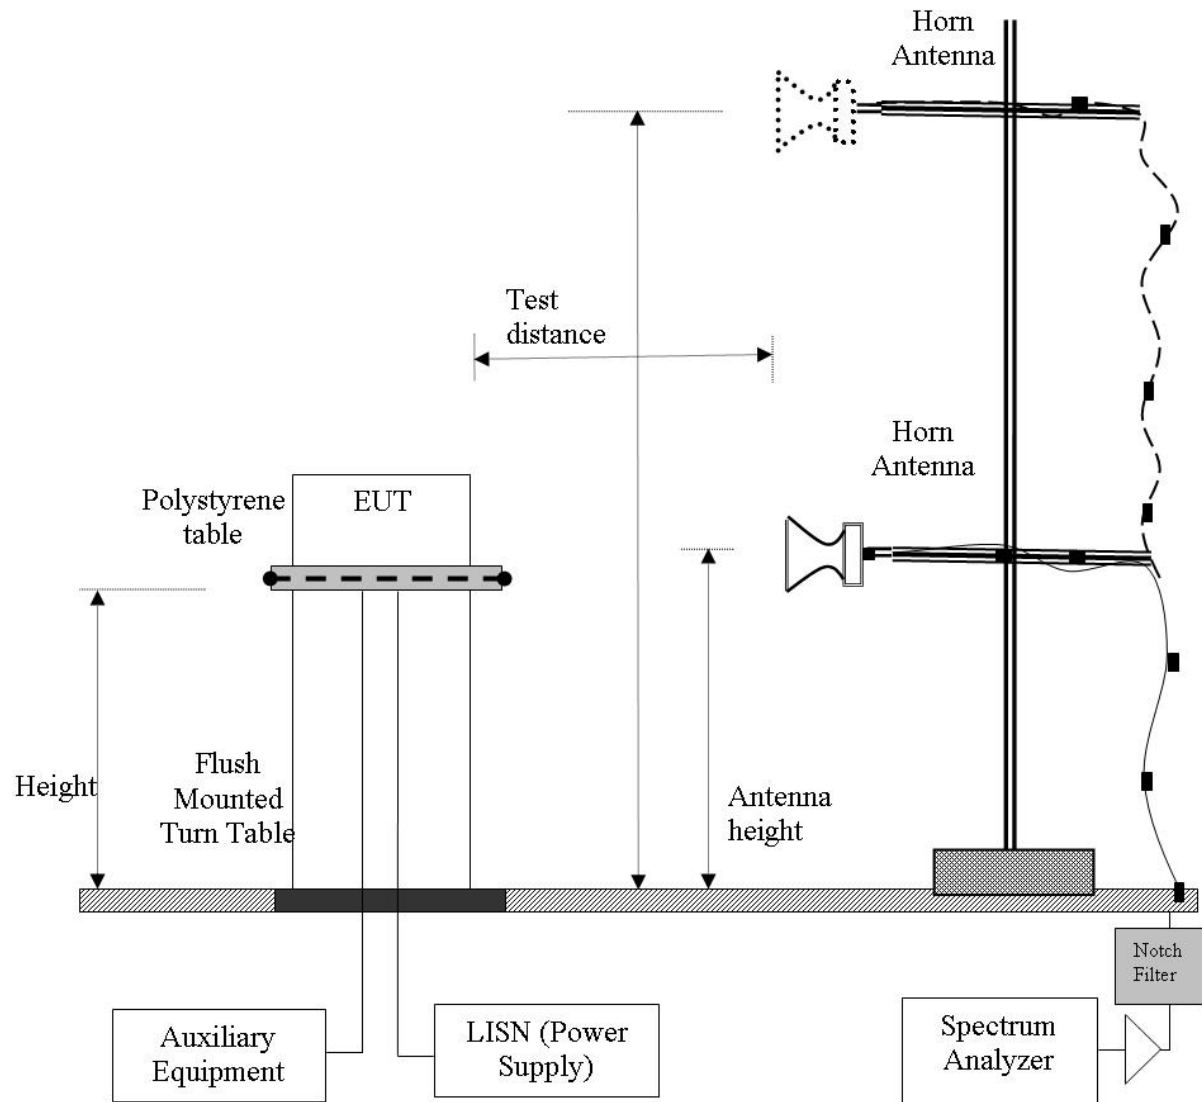 Horn
Antenna
Test
distance
Horn
Antenna
Polystyrene
table
EUT
Height
Flush
Mounted
Turn Table
Antenna
height
Notch
Filter
Auxiliary
Equipment
LISN (Power
Supply)
Spectrum
Analyzer